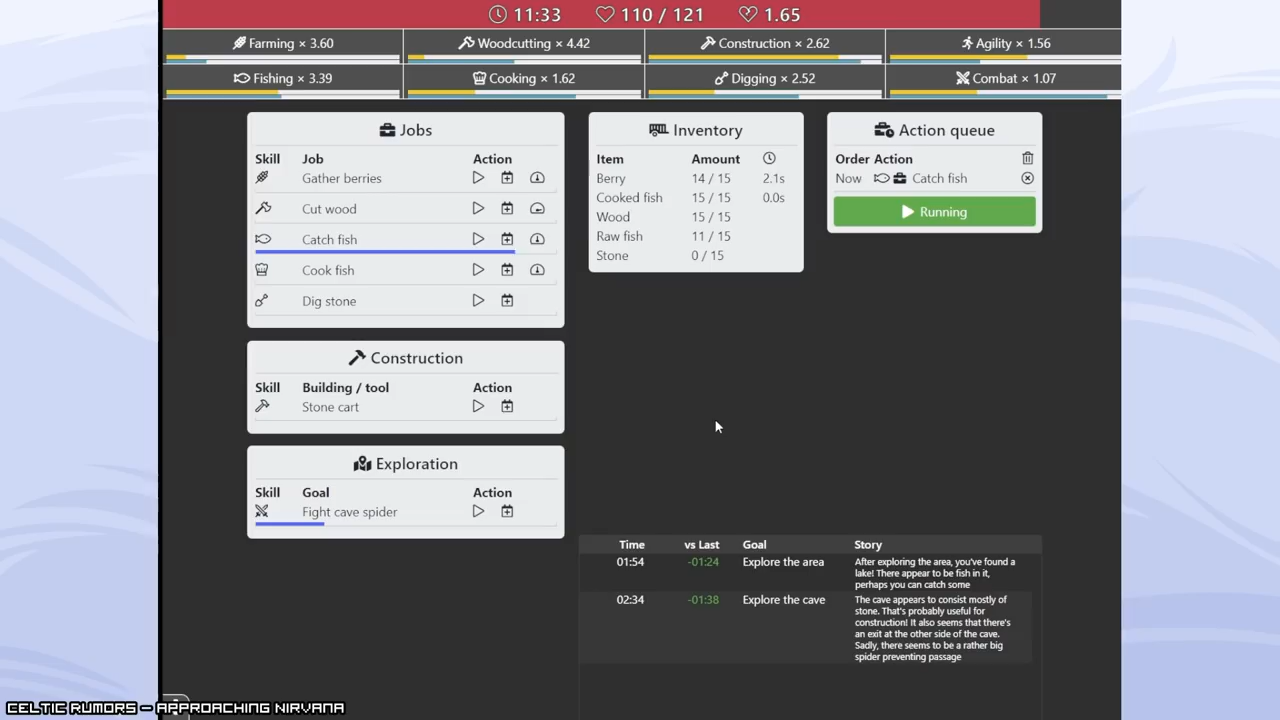 11:33 110 / 121 1.65
Farming × 3.60 Woodcutting × 4.42 Construction × 2.62 Agility × 1.56
Fishing × 3.39 Cooking × 1.62 Digging × 2.52 Combat × 1.07
Jobs
Skill Job Action
Gather berries
Cut wood
Catch fish
Cook fish
Dig stone
Construction
Skill Building / tool Action
Stone cart
Exploration
Skill Goal Action
Fight cave spider
Inventory
Item Amount
Berry 14 / 15 2.1s
Cooked fish 15 / 15 0.0s
Wood 15 / 15
Raw fish 11 / 15
Stone 0 / 15
Action queue
Order Action
Now Catch fish
Running
Time vs Last Goal Story
01:54 -01:24 Explore the area After exploring the area, you've found a
lake! There appear to be fish in it,
perhaps you can catch some
02:34 -01:38 Explore the cave The cave appears to consist mostly of
stone. That's probably useful for
construction! It also seems that there's
an exit at the other side of the cave.
Sadly, there seems to be a rather big
spider preventing passage
CELTIC RUMORS – APPROACHING NIRVANA